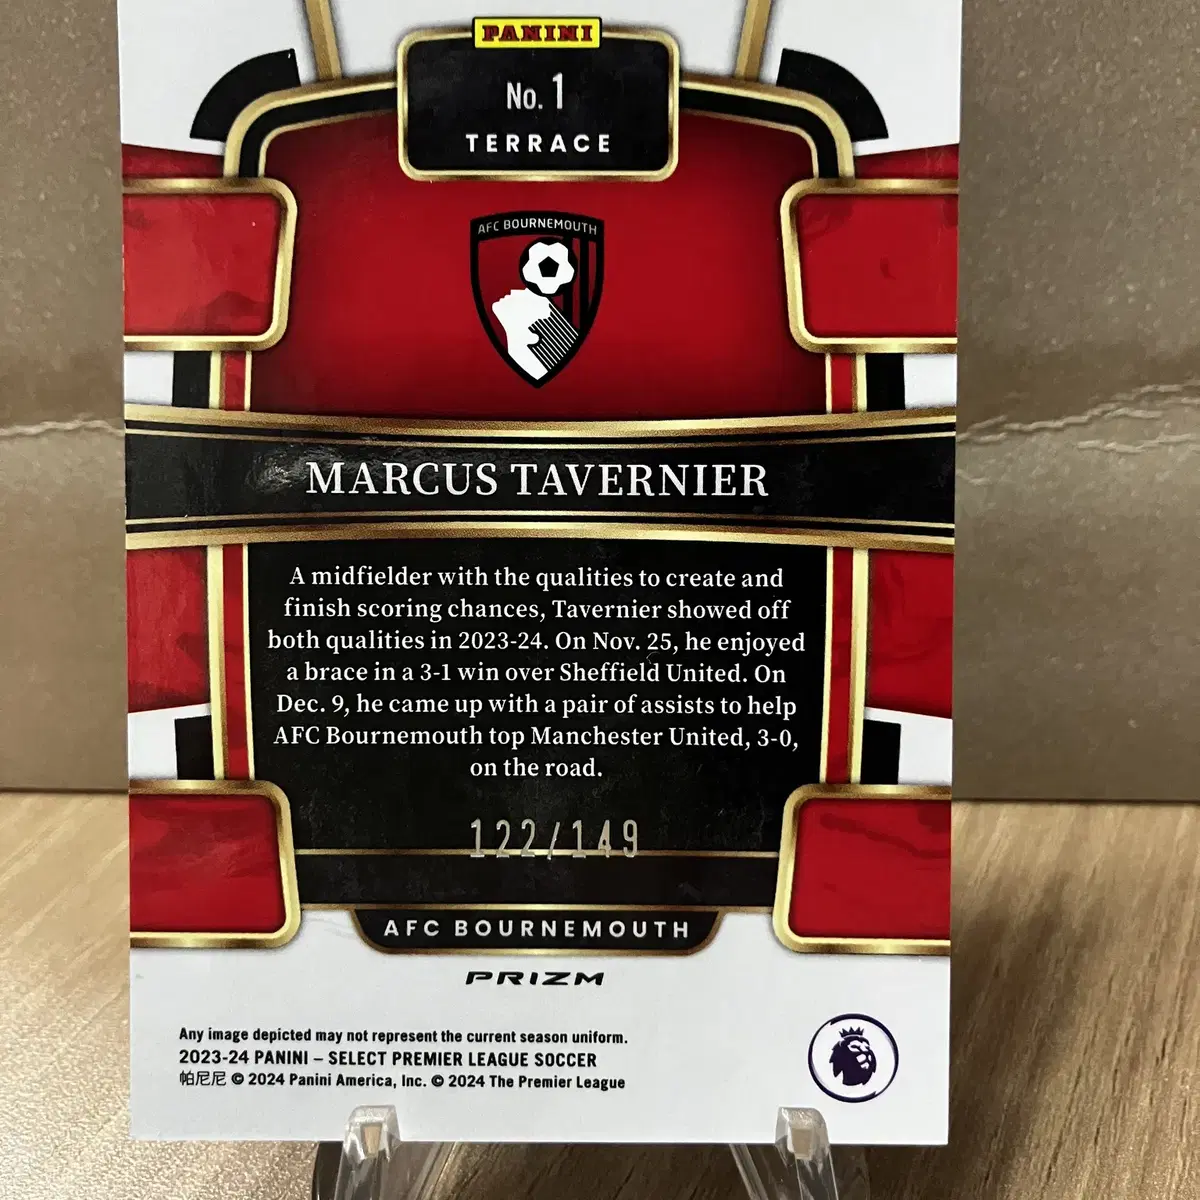 PANINI
No. 1
TERRACE
AFC BOURNEMOUTH
MARCUS TAVERNIER
A midfielder with the qualities to create and
finish scoring chances, Tavernier showed off
both qualities in 2023-24. On Nov. 25, he enjoyed
a brace in a 3-1 win over Sheffield United. On
Dec. 9, he came up with a pair of assists to help
AFC Bournemouth top Manchester United, 3-0,
on the road.
122/149
AFC BOURNEMOUTH
PRIZM
Any image depicted may not represent the current season uniform.
2023-24 PANINI – SELECT PREMIER LEAGUE SOCCER
帕尼尼 © 2024 Panini America, Inc. © 2024 The Premier League